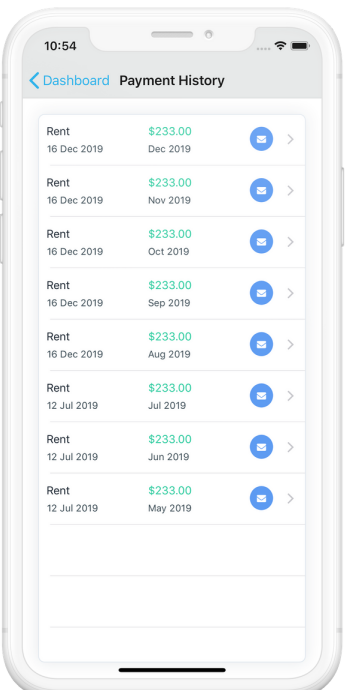 10:54
Dashboard Payment History
Rent $233.00
16 Dec 2019 Dec 2019
Rent $233.00
16 Dec 2019 Nov 2019
Rent $233.00
16 Dec 2019 Oct 2019
Rent $233.00
16 Dec 2019 Sep 2019
Rent $233.00
16 Dec 2019 Aug 2019
Rent $233.00
12 Jul 2019 Jul 2019
Rent $233.00
12 Jul 2019 Jun 2019
Rent $233.00
12 Jul 2019 May 2019